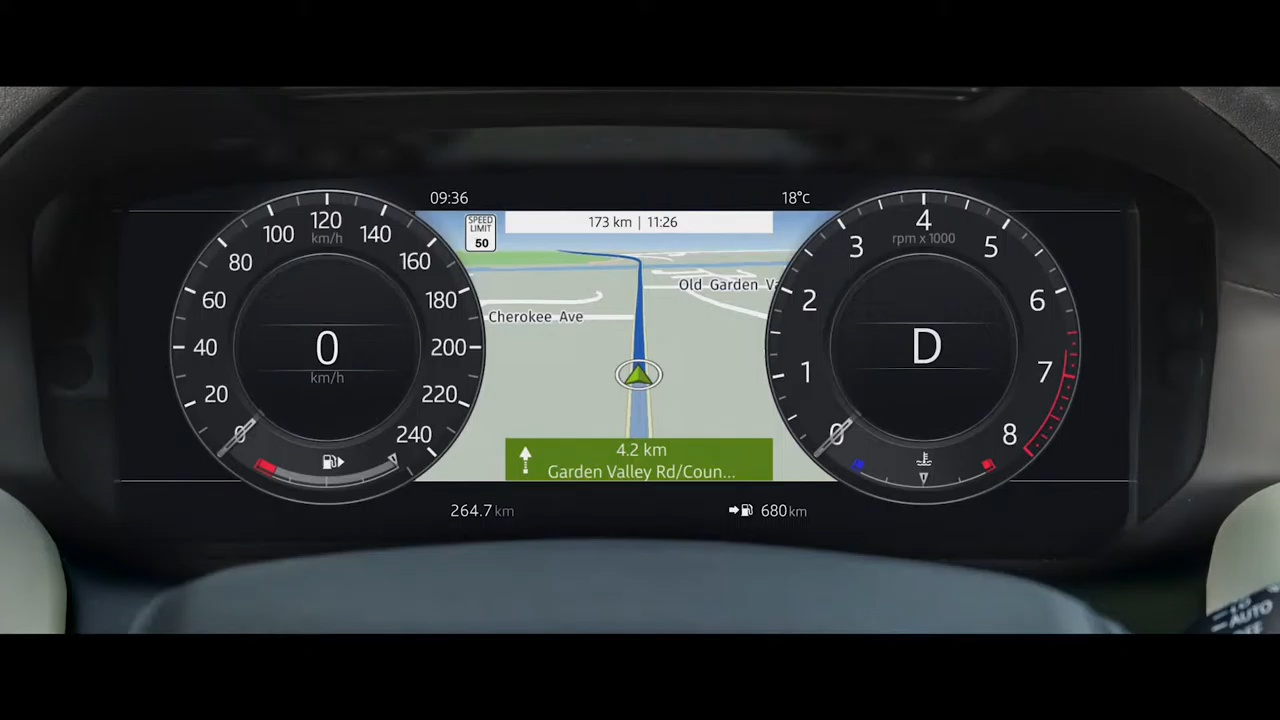 09:36
18°C
SPEED
LIMIT
50
173 km | 11:26
120
km/h
100
140
80
160
60
180
40
200
20
220
0
240
0
km/h
Cherokee Ave
Old Garden Va
4.2 km
Garden Valley Rd/Coun...
4
rpm x 1000
3
5
2
6
1
7
0
8
D
264.7 km
680 km
AUTO